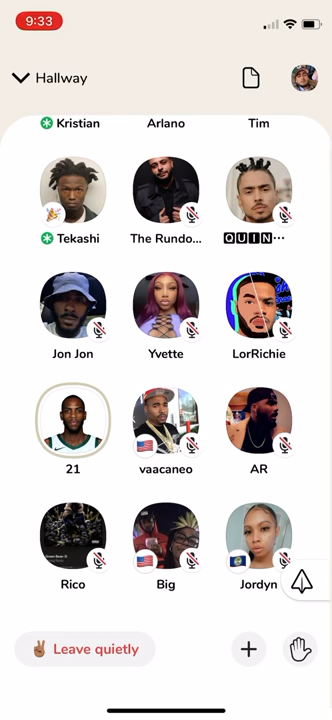 9:33
Hallway
Kristian Arlano Tim
Tekashi The Rundo... QUIN...
Jon Jon Yvette LorRichie
21 vaacaneo AR
Rico Big Jordyn
Leave quietly